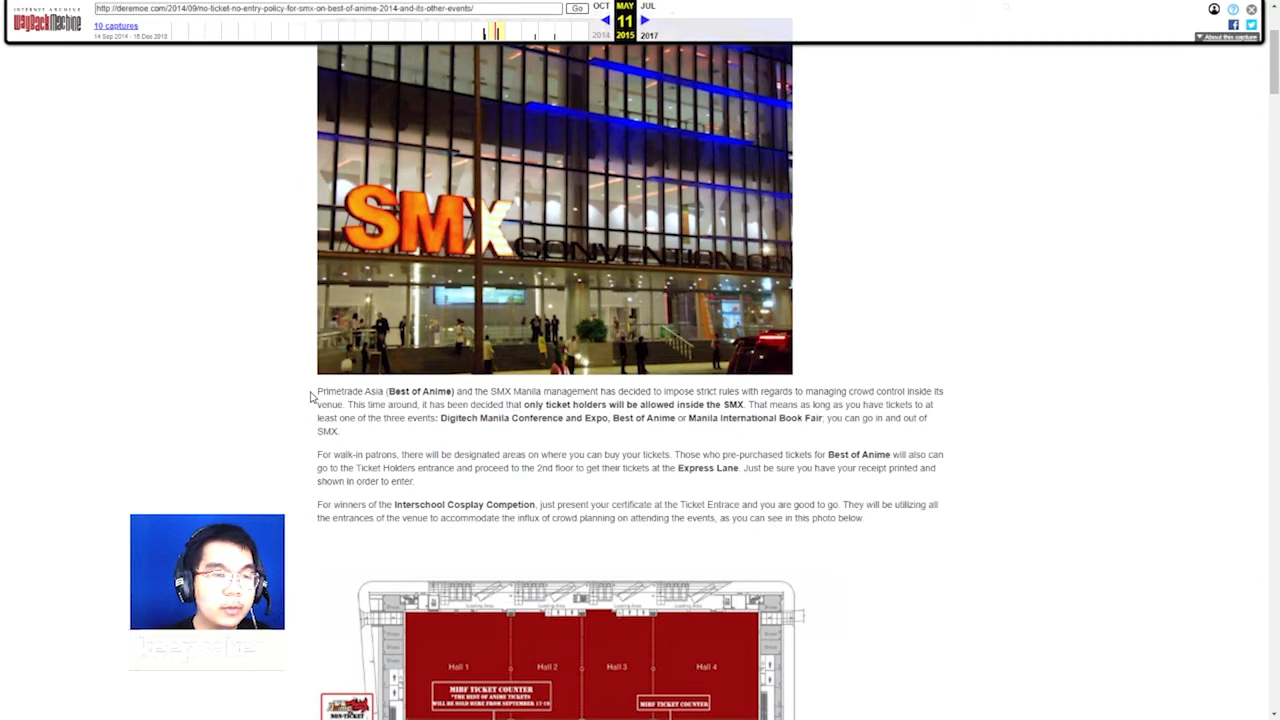 INTERNET ARCHIVE
WayBackMachine
http://deremoe.com/2014/09/no-ticket-no-entry-policy-for-smx-on-best-of-anime-2014-and-its-other-events/
Go
OCT MAY JUL
11
2014 2015 2017
10 captures
14 Sep 2014 - 15 Dec 2018
About this capture
SMX
CONVENTION CEN
Primetrade Asia (Best of Anime) and the SMX Manila management has decided to impose strict rules with regards to managing crowd control inside its
venue. This time around, it has been decided that only ticket holders will be allowed inside the SMX. That means as long as you have tickets to at
least one of the three events: Digitech Manila Conference and Expo, Best of Anime or Manila International Book Fair, you can go in and out of
SMX.
For walk-in patrons, there will be designated areas on where you can buy your tickets. Those who pre-purchased tickets for Best of Anime will also can
go to the Ticket Holders entrance and proceed to the 2nd floor to get their tickets at the Express Lane. Just be sure you have your receipt printed and
shown in order to enter.
For winners of the Interschool Cosplay Competion, just present your certificate at the Ticket Entrace and you are good to go. They will be utilizing all
the entrances of the venue to accommodate the influx of crowd planning on attending the events, as you can see in this photo below
Loading Area Loading Area Loading Area Loading Area
Hall 1 Hall 2 Hall 3 Hall 4
MIBF TICKET COUNTER
*THE BEST OF ANIME TICKETS
WILL BE SOLD HERE FROM SEPTEMBER 17-19
MIBF TICKET COUNTER
NON-TICKET